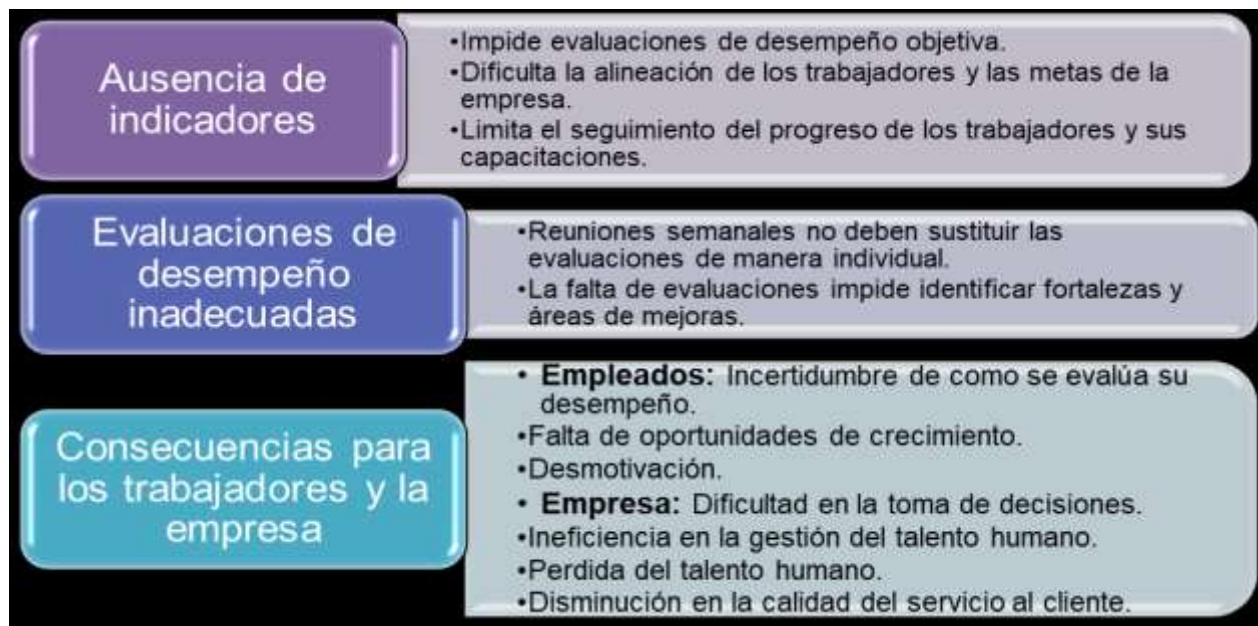 Ausencia de
indicadores
•Impide evaluaciones de desempeño objetiva.
•Dificulta la alineación de los trabajadores y las metas de la
empresa.
•Limita el seguimiento del progreso de los trabajadores y sus
capacitaciones.
Evaluaciones de
desempeño
inadecuadas
•Reuniones semanales no deben sustituir las
evaluaciones de manera individual.
•La falta de evaluaciones impide identificar fortalezas y
áreas de mejoras.
Consecuencias para
los trabajadores y la
empresa
• Empleados: Incertidumbre de como se evalúa su
desempeño.
•Falta de oportunidades de crecimiento.
•Desmotivación.
• Empresa: Dificultad en la toma de decisiones.
•Ineficiencia en la gestión del talento humano.
•Perdida del talento humano.
•Disminución en la calidad del servicio al cliente.